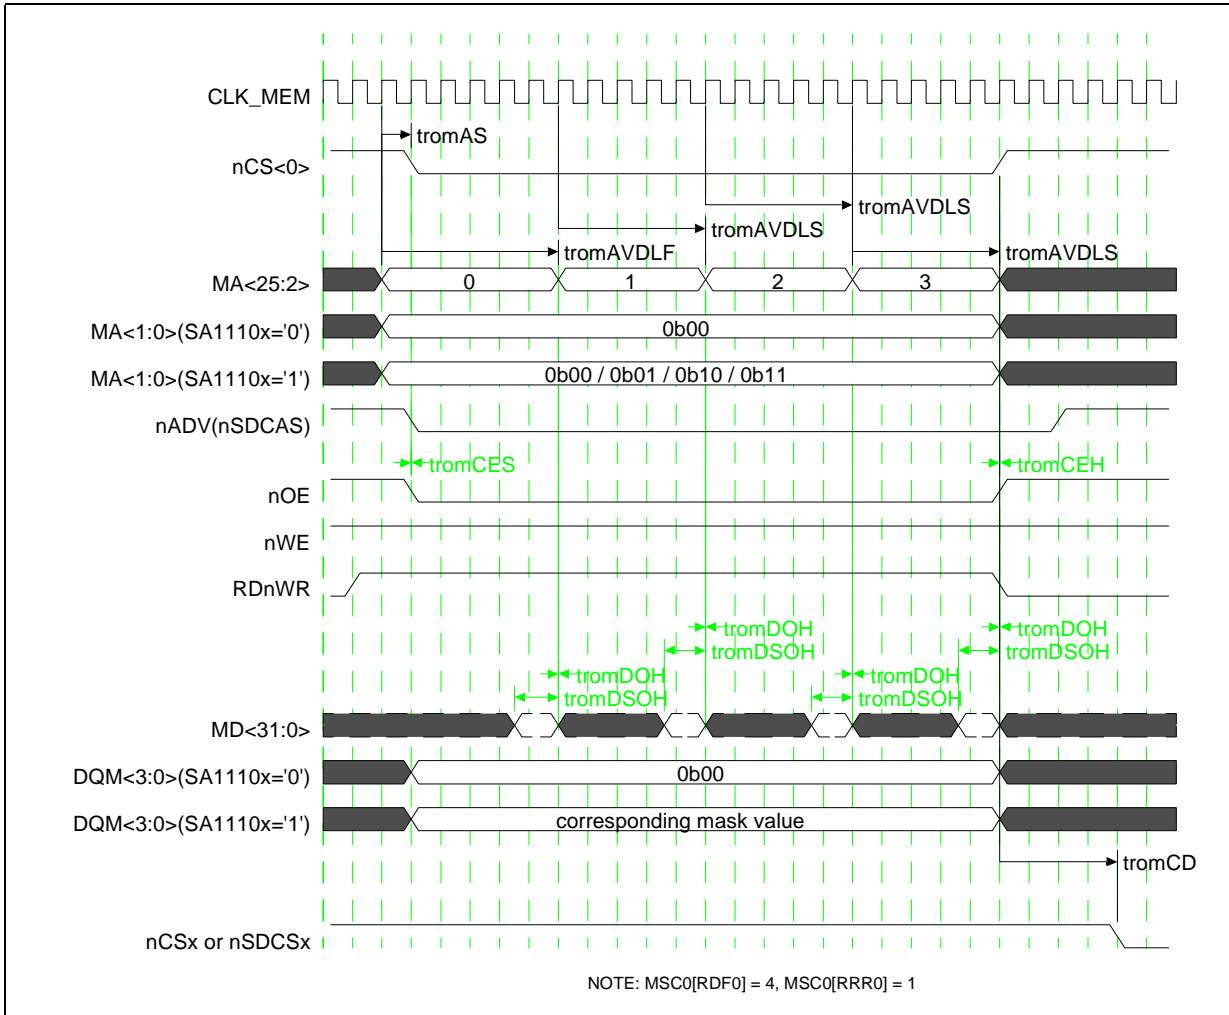 CLK_MEM
tromAS
nCS<0>
tromAVDLS
tromAVDLS
tromAVDLF
tromAVDLS
MA<25:2>
0
1
2
3
MA<1:0>(SA1110x='0')
0b00
MA<1:0>(SA1110x='1')
0b00 / 0b01 / 0b10 / 0b11
nADV(nSDCAS)
tromCES
tromCEH
nOE
nWE
RDnWR
tromDOH
tromDOH
tromDSOH
tromDSOH
tromDOH
tromDOH
tromDSOH
tromDSOH
MD<31:0>
DQM<3:0>(SA1110x='0')
0b00
DQM<3:0>(SA1110x='1')
corresponding mask value
tromCD
nCSx or nSDCSx
NOTE: MSC0[RDF0] = 4, MSC0[RRR0] = 1